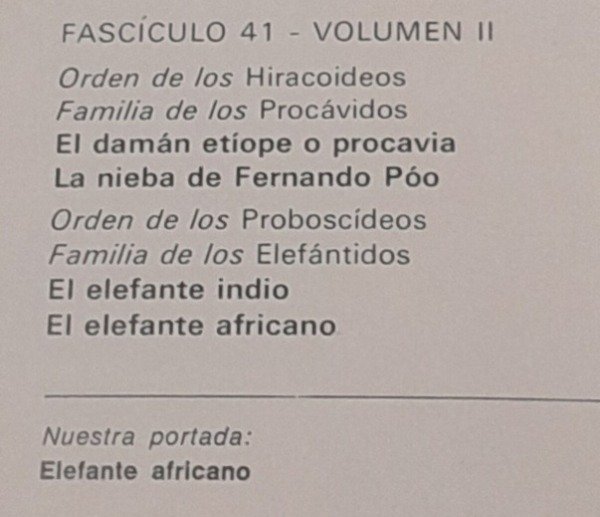 FASCÍCULO 41 - VOLUMEN II
Orden de los Hiracoideos
Familia de los Procávidos
El damán etíope o procavia
La nieba de Fernando Póo
Orden de los Proboscídeos
Familia de los Elefántidos
El elefante indio
El elefante africano
Nuestra portada:
Elefante africano